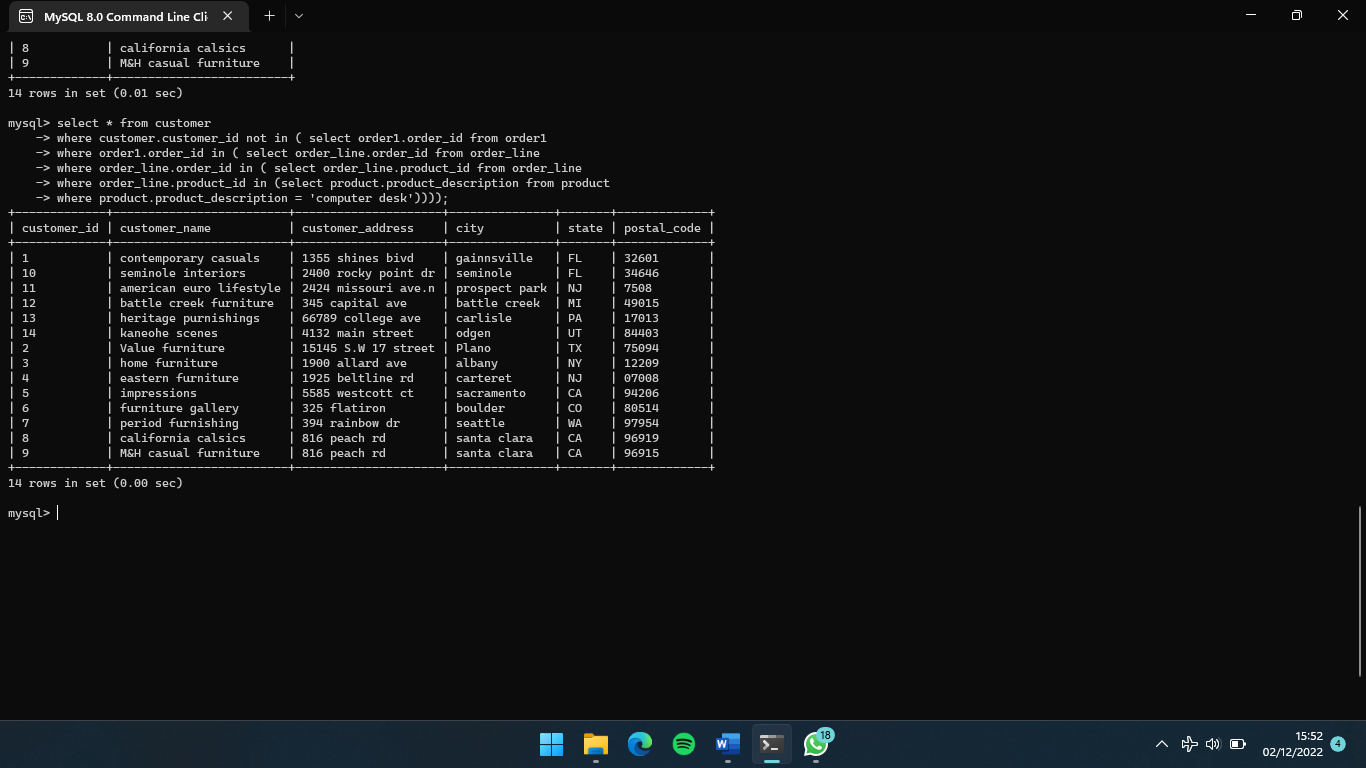 MySQL 8.0 Command Line Cli
| 8 | california calsics |
| 9 | M&H casual furniture |
+-------------+-------------------------+
14 rows in set (0.01 sec)
mysql> select * from customer
-> where customer.customer_id not in ( select order1.order_id from order1
-> where order1.order_id in ( select order_line.order_id from order_line
-> where order_line.order_id in ( select order_line.product_id from order_line
-> where order_line.product_id in (select product.product_description from product
-> where product.product_description = 'computer desk'))));
+-------------+-------------------------+---------------------+---------------+-------+-------------+
| customer_id | customer_name | customer_address | city | state | postal_code |
+-------------+-------------------------+---------------------+---------------+-------+-------------+
| 1 | contemporary casuals | 1355 shines bivd | gainnsville | FL | 32601 |
| 10 | seminole interiors | 2400 rocky point dr | seminole | FL | 34646 |
| 11 | american euro lifestyle | 2424 missouri ave.n | prospect park | NJ | 7508 |
| 12 | battle creek furniture | 345 capital ave | battle creek | MI | 49015 |
| 13 | heritage purnishings | 66789 college ave | carlisle | PA | 17013 |
| 14 | kaneohe scenes | 4132 main street | odgen | UT | 84403 |
| 2 | Value furniture | 15145 S.W 17 street | Plano | TX | 75094 |
| 3 | home furniture | 1900 allard ave | albany | NY | 12209 |
| 4 | eastern furniture | 1925 beltline rd | carteret | NJ | 07008 |
| 5 | impressions | 5585 westcott ct | sacramento | CA | 94206 |
| 6 | furniture gallery | 325 flatiron | boulder | CO | 80514 |
| 7 | period furnishing | 394 rainbow dr | seattle | WA | 97954 |
| 8 | california calsics | 816 peach rd | santa clara | CA | 96919 |
| 9 | M&H casual furniture | 816 peach rd | santa clara | CA | 96915 |
+-------------+-------------------------+---------------------+---------------+-------+-------------+
14 rows in set (0.00 sec)
mysql>
18
15:52
02/12/2022
4